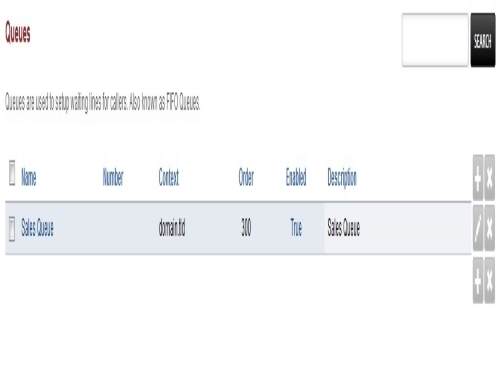 Queues
SEARCH
Queues are used to setup waiting lines for callers. Also known as FIFO Queues.
Name Number Context Order Enabled Description
Sales Queue domain.tld 300 True Sales Queue